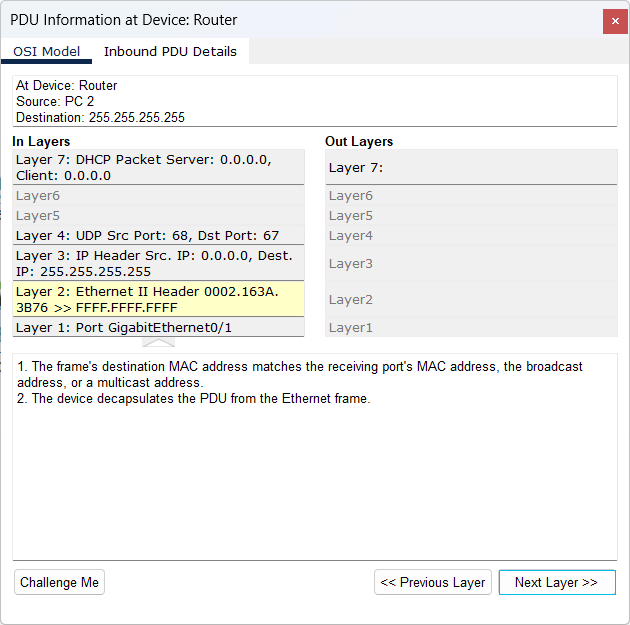 PDU Information at Device: Router
OSI Model
Inbound PDU Details
At Device: Router
Source: PC 2
Destination: 255.255.255.255
In Layers
Layer 7: DHCP Packet Server: 0.0.0.0,
Client: 0.0.0.0
Layer6
Layer5
Layer 4: UDP Src Port: 68, Dst Port: 67
Layer 3: IP Header Src. IP: 0.0.0.0, Dest.
IP: 255.255.255.255
Layer 2: Ethernet II Header 0002.163A.
3B76 >> FFFF.FFFF.FFFF
Layer 1: Port GigabitEthernet0/1
Out Layers
Layer 7:
Layer6
Layer5
Layer4
Layer3
Layer2
Layer1
1. The frame's destination MAC address matches the receiving port's MAC address, the broadcast
address, or a multicast address.
2. The device decapsulates the PDU from the Ethernet frame.
Challenge Me
<< Previous Layer
Next Layer >>